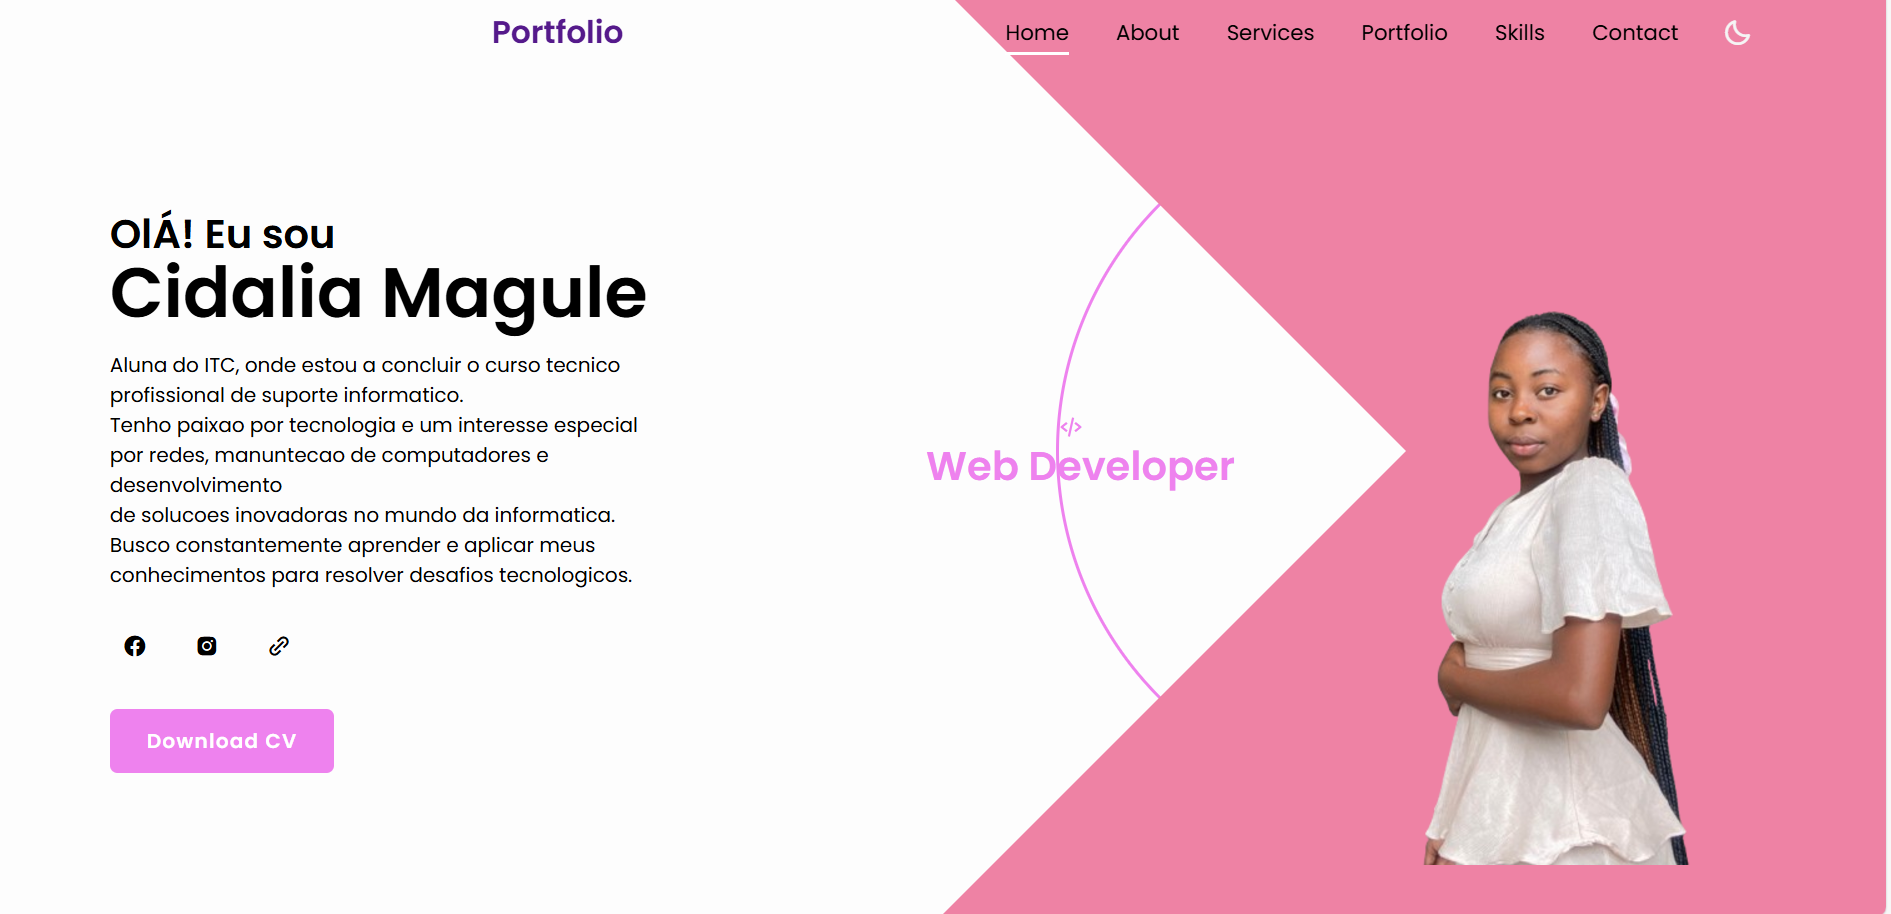 Portfolio
Home About Services Portfolio Skills Contact
OlÁ! Eu sou
Cidalia Magule
Aluna do ITC, onde estou a concluir o curso tecnico
profissional de suporte informatico.
Tenho paixao por tecnologia e um interesse especial
por redes, manuntecao de computadores e
desenvolvimento
de solucoes inovadoras no mundo da informatica.
Busco constantemente aprender e aplicar meus
conhecimentos para resolver desafios tecnologicos.
Download CV
</>
Web Developer